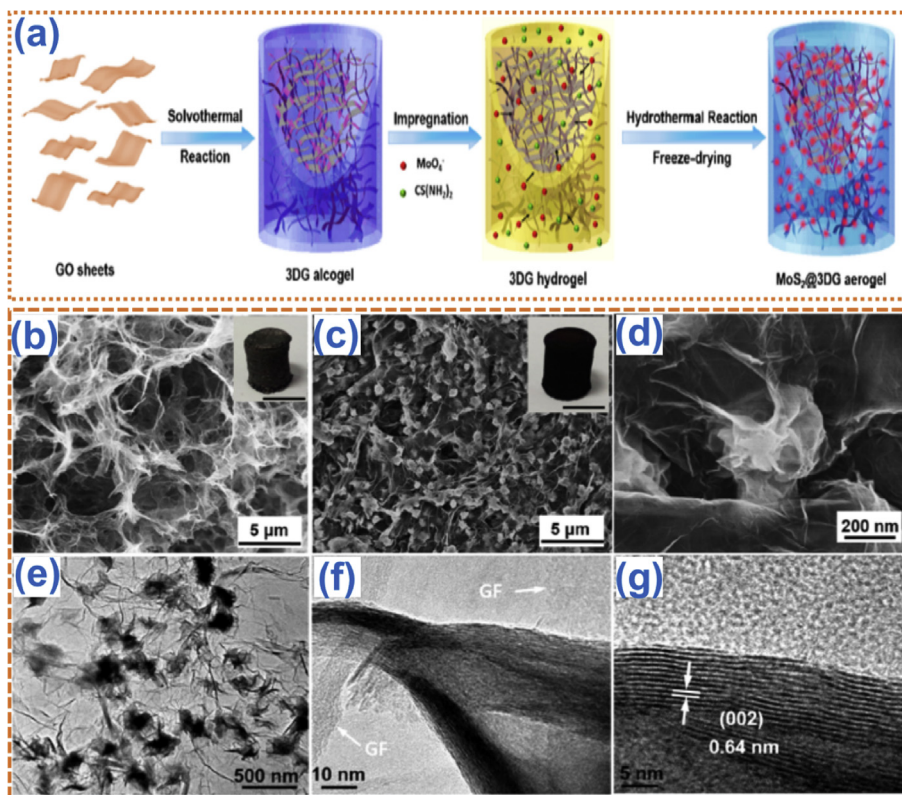 (a)
Solvothermal
Reaction
Impregnation
MoO₄⁻
CS(NH₂)₂
Hydrothermal Reaction
Freeze-drying
GO sheets
3DG alcogel
3DG hydrogel
MoS₂@3DG aerogel
(b)
5 μm
(c)
5 μm
(d)
200 nm
(e)
500 nm
(f)
GF
GF
10 nm
(g)
(002)
0.64 nm
5 nm